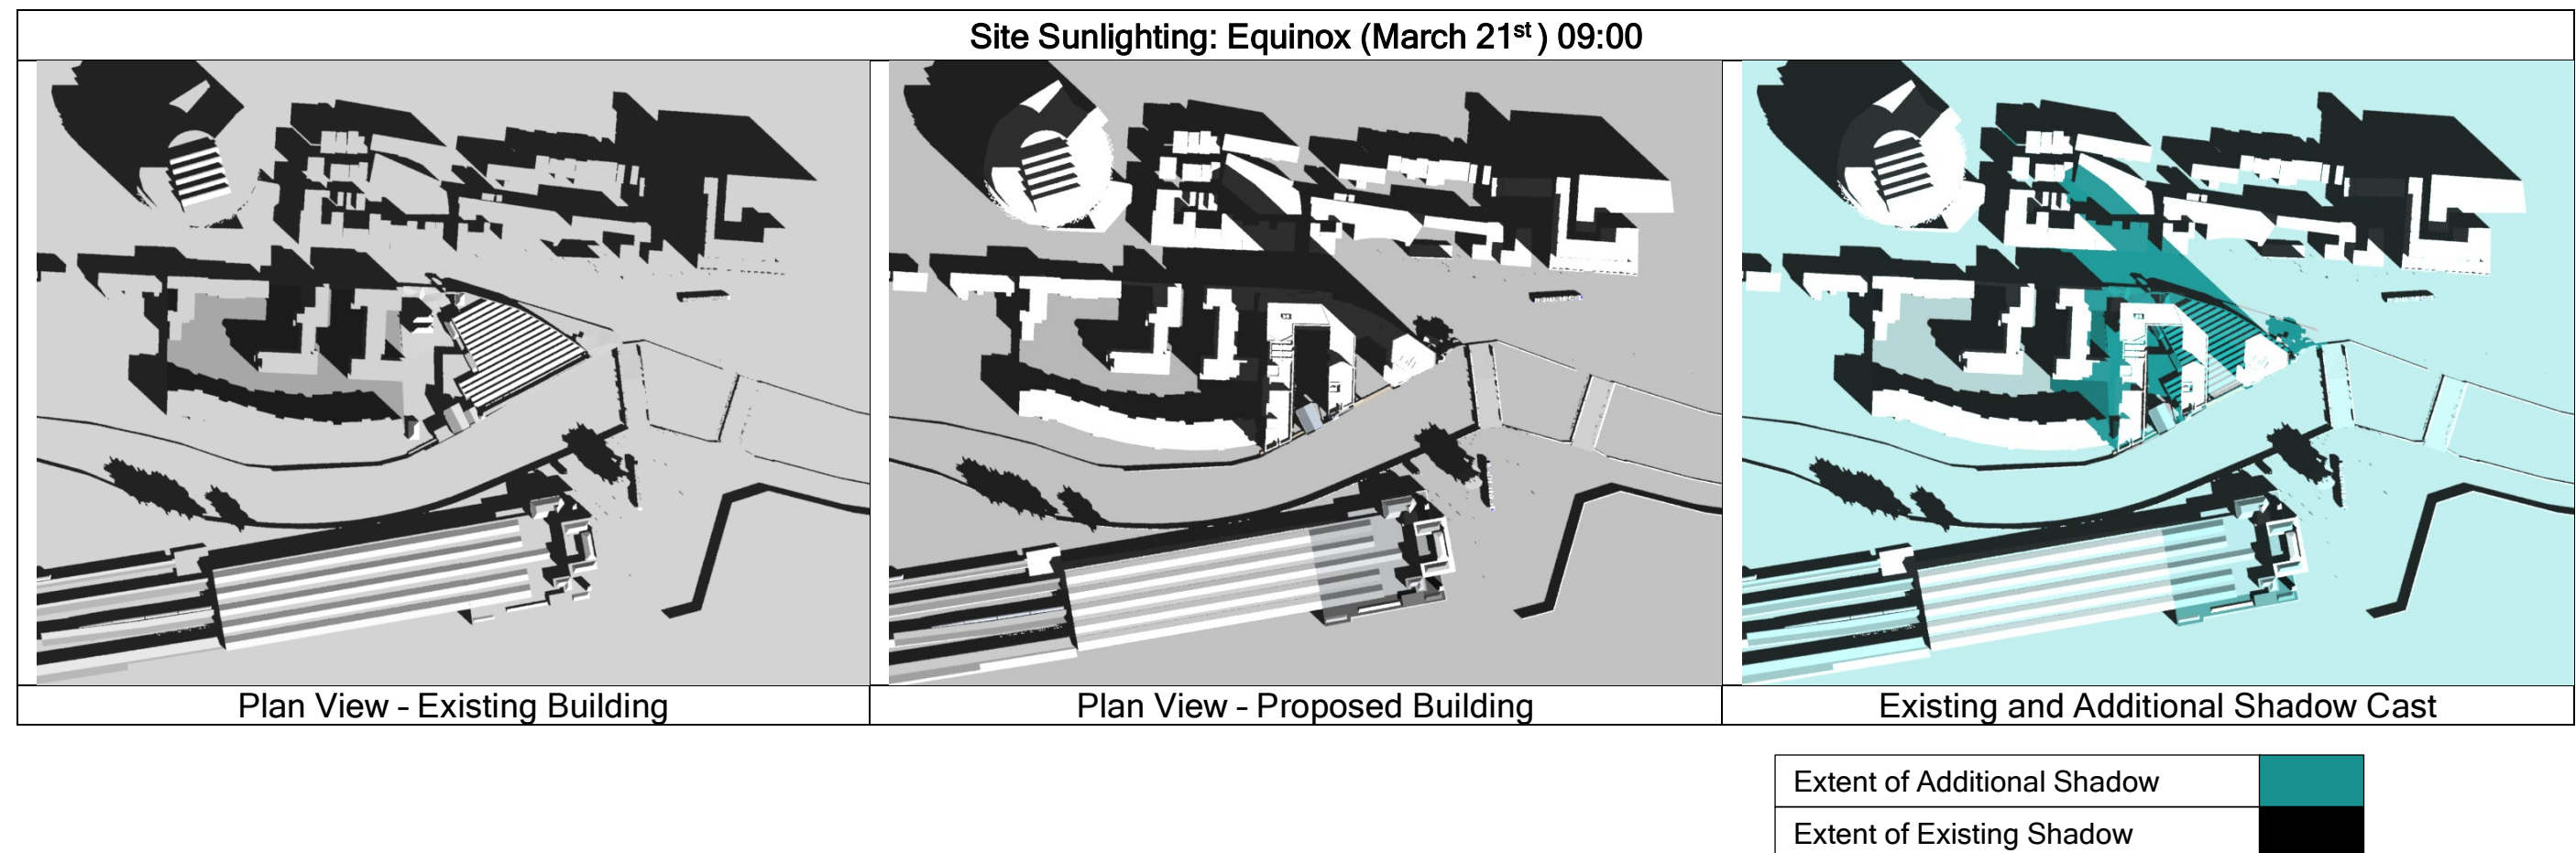 Site Sunlighting: Equinox (March 21st ) 09:00
Plan View - Existing Building
Plan View - Proposed Building
Existing and Additional Shadow Cast
Extent of Additional Shadow
Extent of Existing Shadow